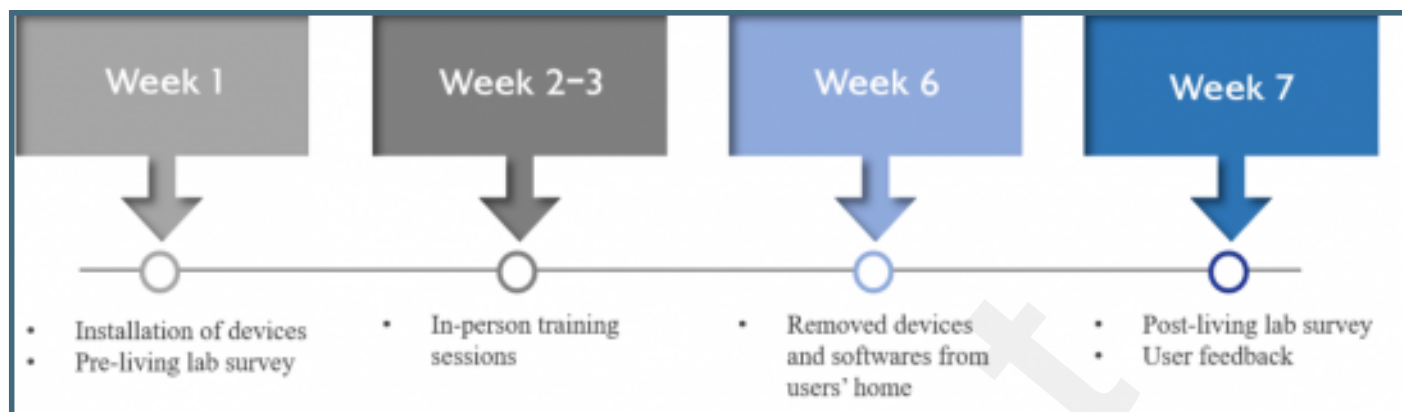 Week 1
Week 2-3
Week 6
Week 7
• Installation of devices
• Pre-living lab survey
• In-person training
sessions
• Removed devices
and softwares from
users' home
• Post-living lab survey
• User feedback
t